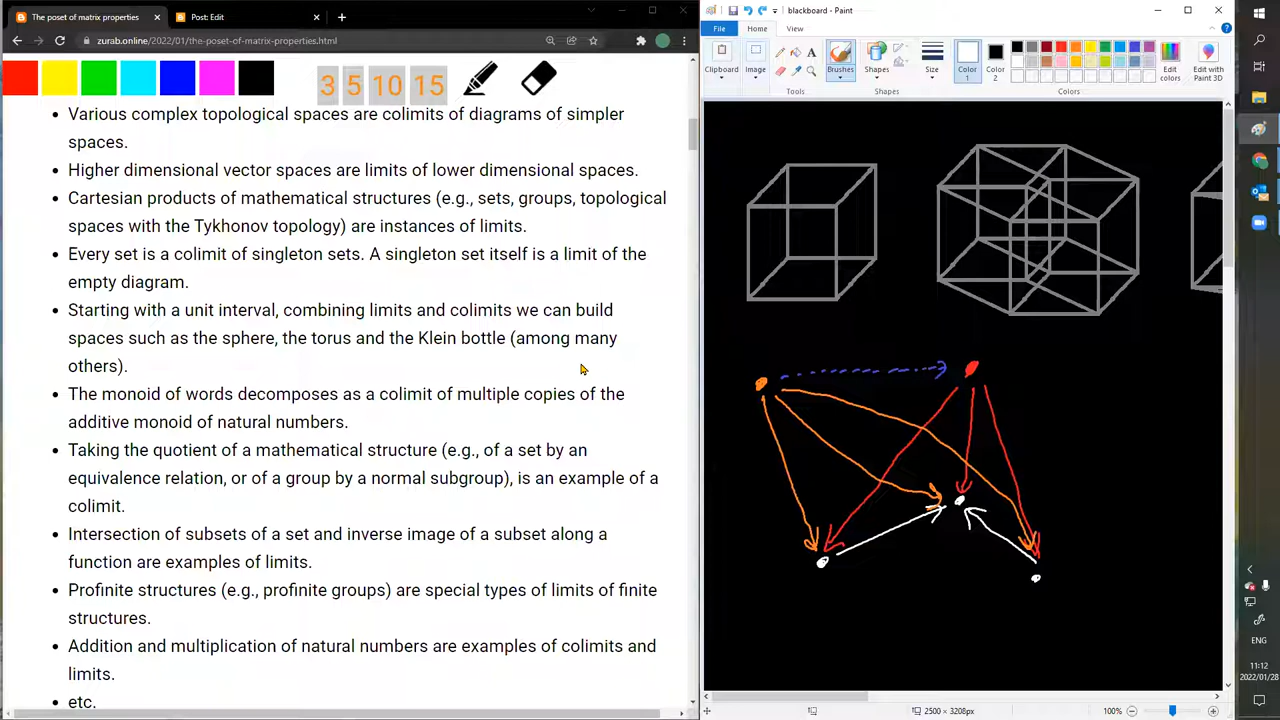 The poset of matrix properties
Post: Edit
zurab.online/2022/01/the-poset-of-matrix-properties.html
3 5 10 15
• Various complex topological spaces are colimits of diagrams of simpler
spaces.
• Higher dimensional vector spaces are limits of lower dimensional spaces.
• Cartesian products of mathematical structures (e.g., sets, groups, topological
spaces with the Tykhonov topology) are instances of limits.
• Every set is a colimit of singleton sets. A singleton set itself is a limit of the
empty diagram.
• Starting with a unit interval, combining limits and colimits we can build
spaces such as the sphere, the torus and the Klein bottle (among many
others).
• The monoid of words decomposes as a colimit of multiple copies of the
additive monoid of natural numbers.
• Taking the quotient of a mathematical structure (e.g., of a set by an
equivalence relation, or of a group by a normal subgroup), is an example of a
colimit.
• Intersection of subsets of a set and inverse image of a subset along a
function are examples of limits.
• Profinite structures (e.g., profinite groups) are special types of limits of finite
structures.
• Addition and multiplication of natural numbers are examples of colimits and
limits.
• etc.
blackboard - Paint
File Home View
Clipboard
Image
Tools
Brushes
Shapes
Shapes
Size
Color
1
Color
2
Colors
Edit
colors
Edit with
Paint 3D
2500 × 3208px
100%
ENG
11:12
2022/01/28